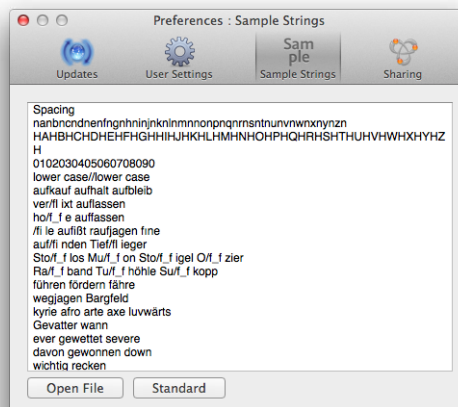 Preferences : Sample Strings
Updates
User Settings
Sam
ple
Sample Strings
Sharing
Spacing
nanbncndnenfngnhninjnknlnmnnonpnqnrnsntnunvnwnxnynzn
HAHBHCHDHEHFHGHHIHJHKHLHMHNHOHPHQHRHSHTHUHVHWHXHYHZ
H
0102030405060708090
lower case//lower case
aufkauf aufhalt aufbleib
ver/fl ixt auflassen
ho/f_f e auffassen
/fi le aufißt raufjagen fıne
auf/fi nden Tief/fl ieger
Sto/f_f los Mu/f_f on Sto/f_f igel O/f_f zier
Ra/f_f band Tu/f_f höhle Su/f_f kopp
führen fördern fähre
wegjagen Bargfeld
kyrie afro arte axe luvwärts
Gevatter wann
ever gewettet severe
davon gewonnen down
wichtig recken
Open File
Standard